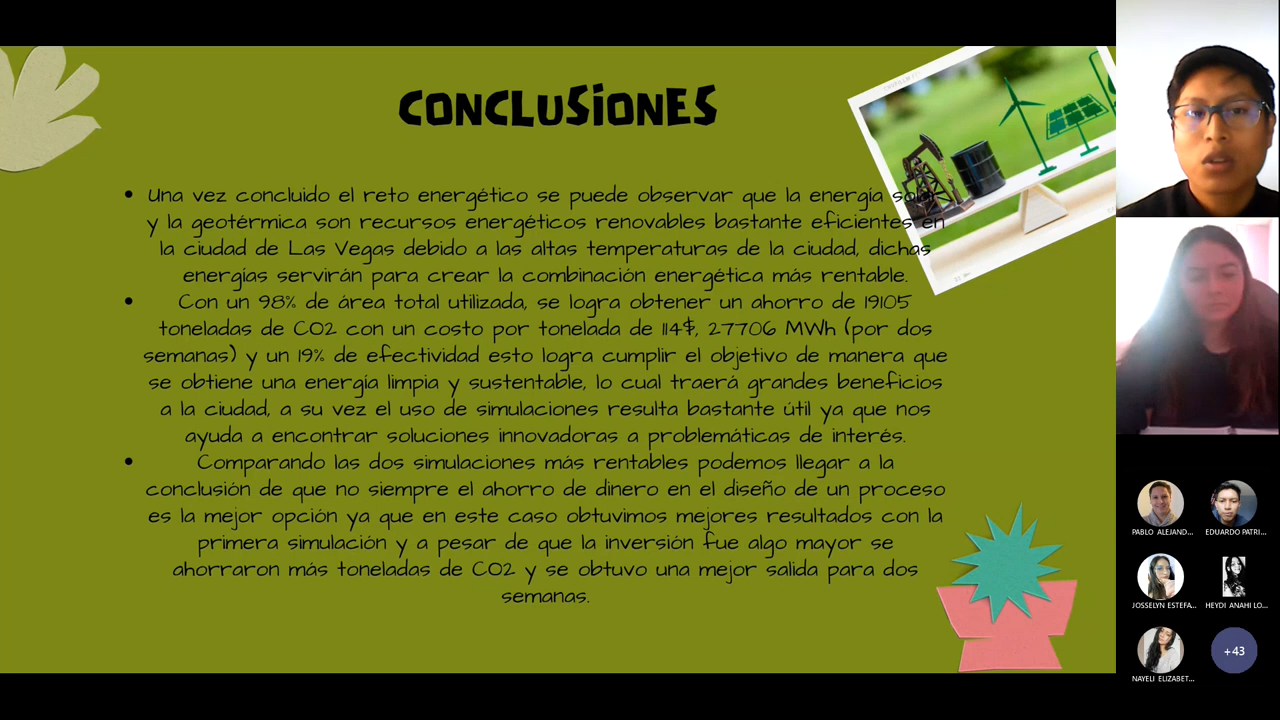 CONCLUSIONES
• Una vez concluido el reto energético se puede observar que la energía solar
y la geotérmica son recursos energéticos renovables bastante eficientes en
la ciudad de Las Vegas debido a las altas temperaturas de la ciudad, dichas
energías servirán para crear la combinación energética más rentable.
• Con un 98% de área total utilizada, se logra obtener un ahorro de 19105
toneladas de CO2 con un costo por tonelada de 114$, 27706 MWh (por dos
semanas) y un 19% de efectividad esto logra cumplir el objetivo de manera que
se obtiene una energía limpia y sustentable, lo cual traerá grandes beneficios
a la ciudad, a su vez el uso de simulaciones resulta bastante útil ya que nos
ayuda a encontrar soluciones innovadoras a problemáticas de interés.
• Comparando las dos simulaciones más rentables podemos llegar a la
conclusión de que no siempre el ahorro de dinero en el diseño de un proceso
es la mejor opción ya que en este caso obtuvimos mejores resultados con la
primera simulación y a pesar de que la inversión fue algo mayor se
ahorraron más toneladas de CO2 y se obtuvo una mejor salida para dos
semanas.
PABLO ALEJAND...
EDUARDO PATRI...
JOSSELYN ESTEFA...
HEYDI ANAHI LO...
NAYELI ELIZABET...
+43